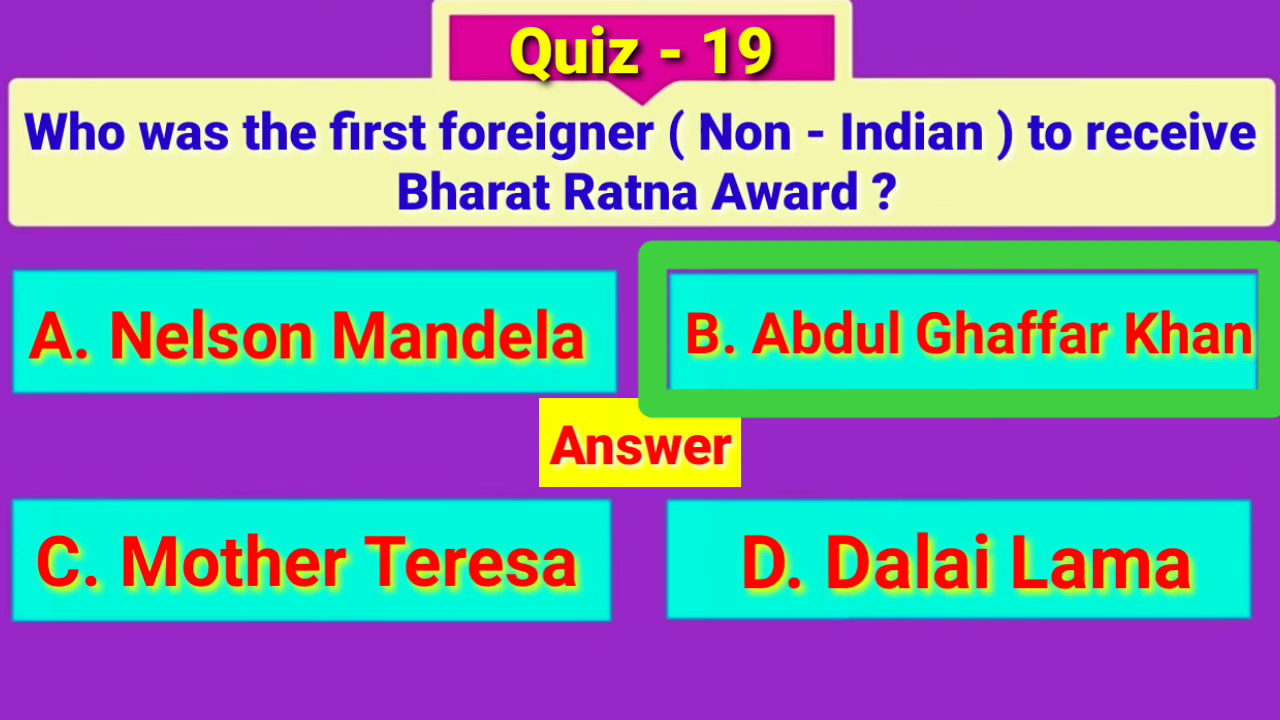 Quiz - 19
Who was the first foreigner ( Non - Indian ) to receive
Bharat Ratna Award ?
A. Nelson Mandela
B. Abdul Ghaffar Khan
Answer
C. Mother Teresa
D. Dalai Lama